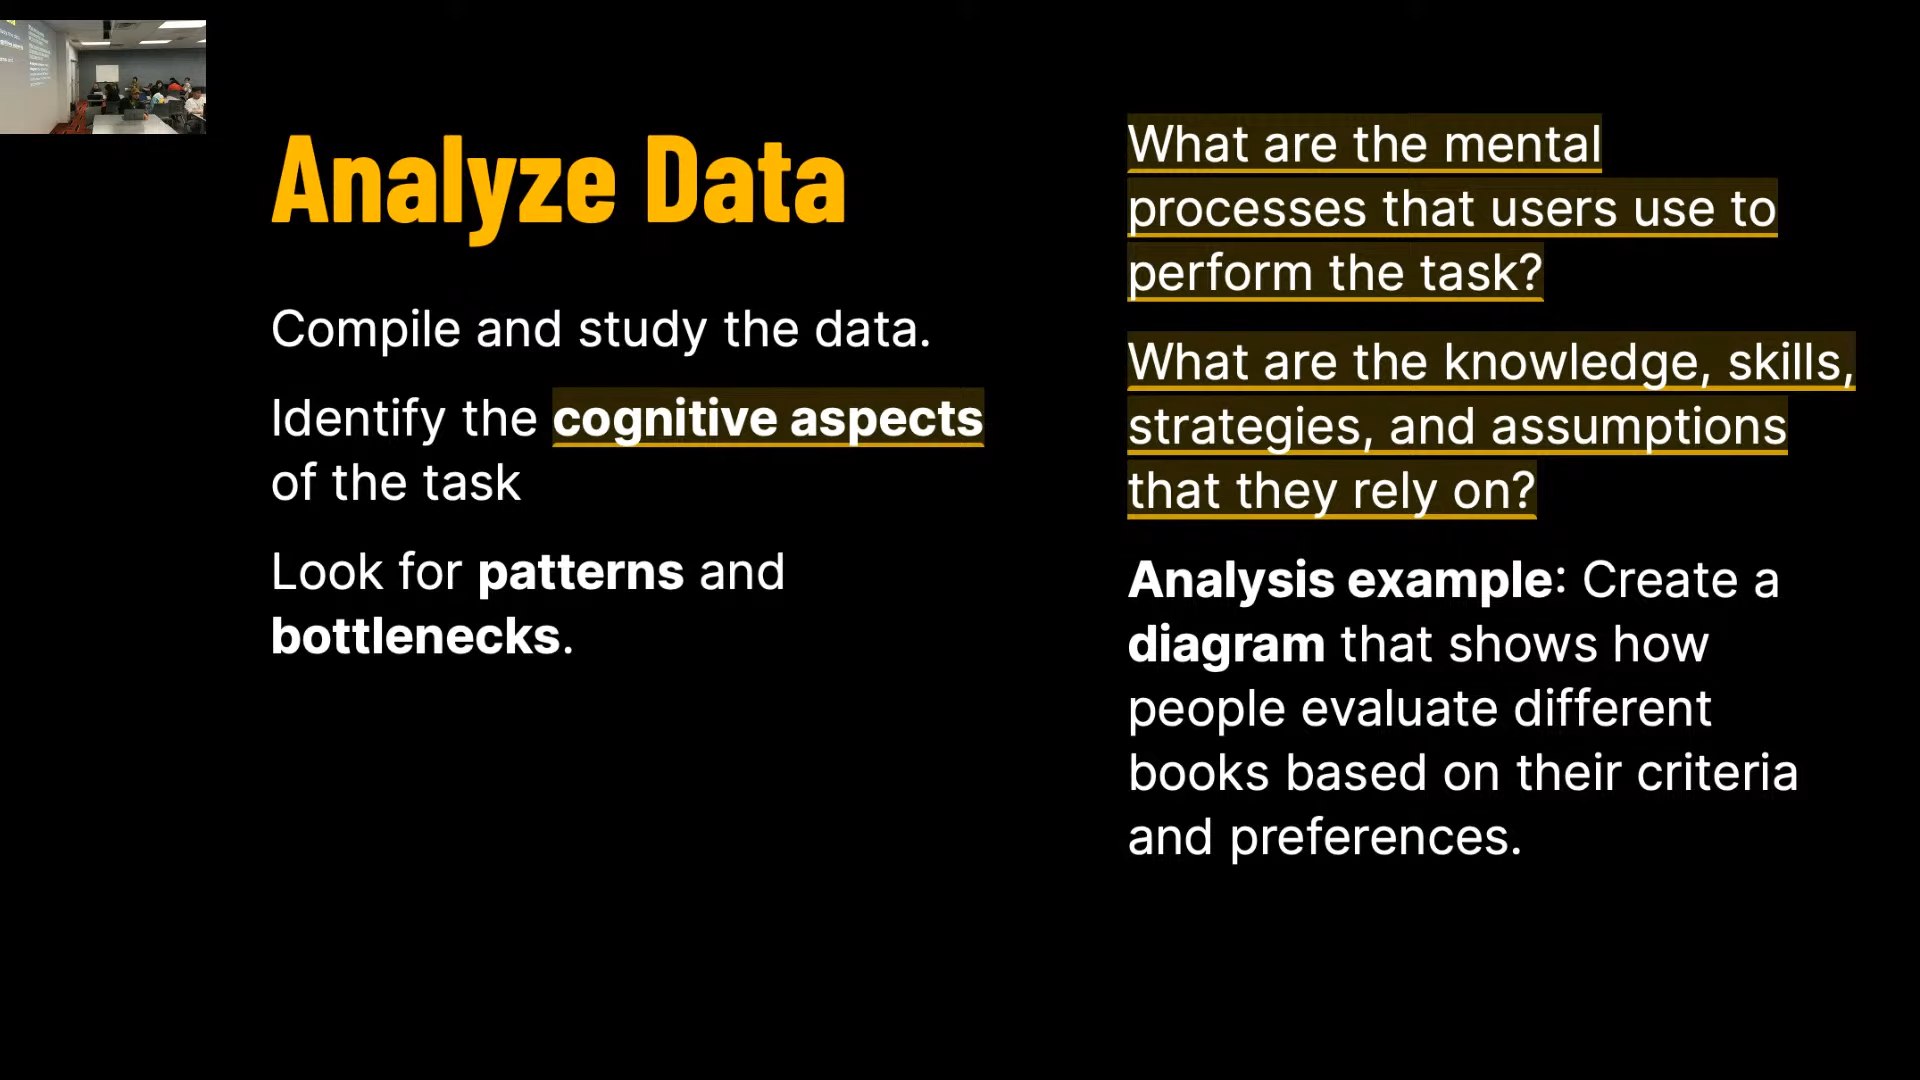 Analyze Data
Compile and study the data.
Identify the cognitive aspects
of the task
Look for patterns and
bottlenecks.
What are the mental
processes that users use to
perform the task?
What are the knowledge, skills,
strategies, and assumptions
that they rely on?
Analysis example: Create a
diagram that shows how
people evaluate different
books based on their criteria
and preferences.